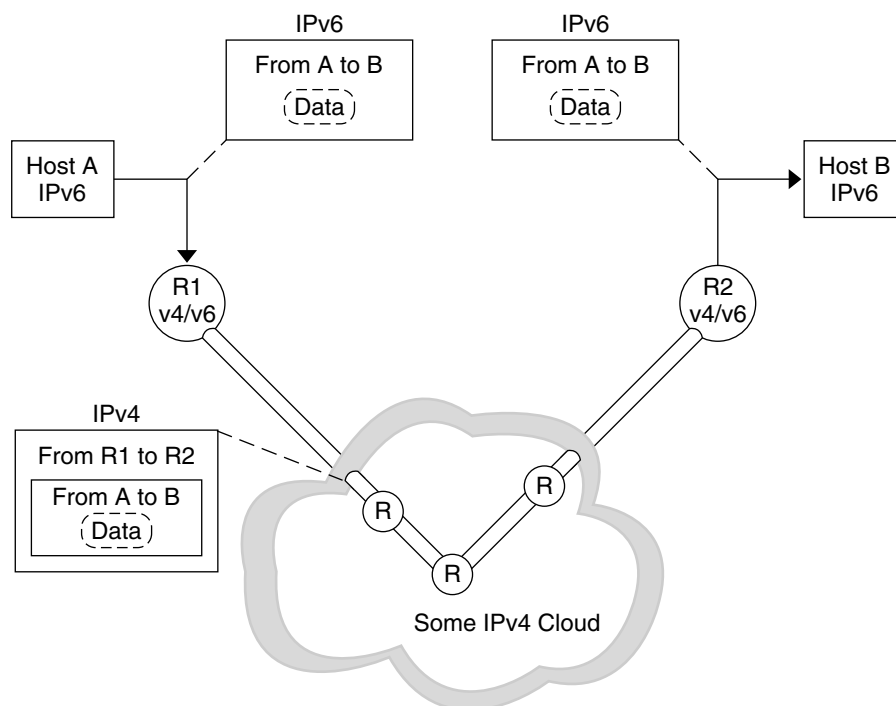 IPv6
From A to B
Data
IPv6
From A to B
Data
Host A
IPv6
Host B
IPv6
R1
v4/v6
R2
v4/v6
IPv4
From R1 to R2
From A to B
Data
R
R
R
Some IPv4 Cloud